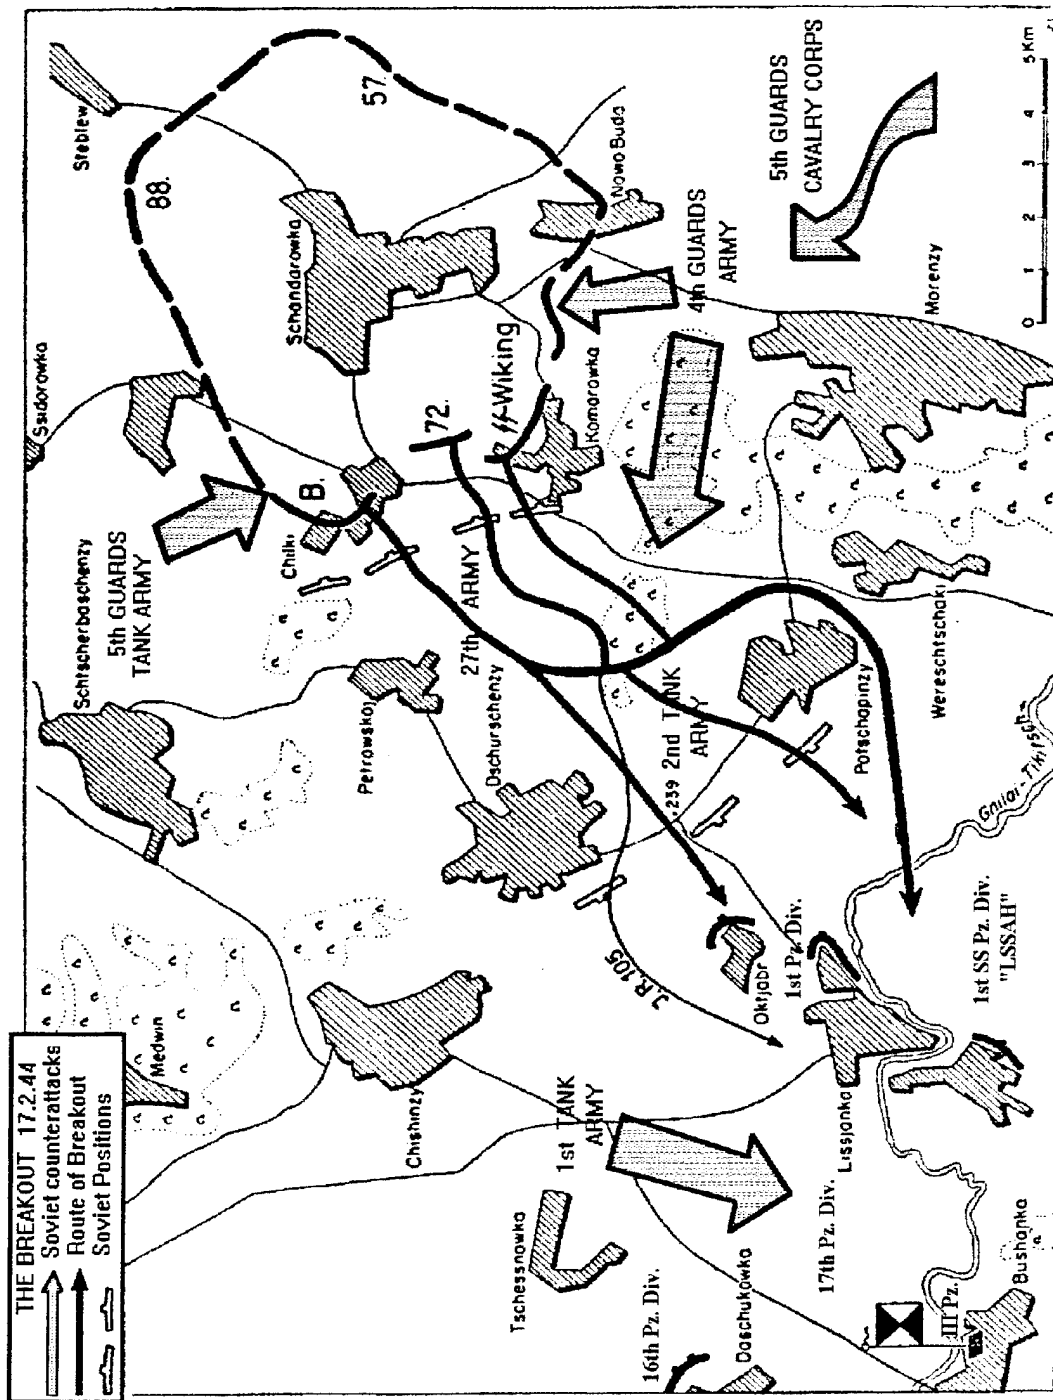 THE BREAKOUT 17.2.44
Soviet counterattacks
Route of Breakout
Soviet Positions
Medwin
Schtscherbaschenzy
Ssidorowka
Steblew
5th GUARDS
TANK ARMY
88.
57.
Chilki
B.
Schandarowka
Petrowskoj
Chishnzy
Dschurschenzy
27th
ARMY
72.
SS-Wiking
Komarowka
Nowo Buda
4th GUARDS
ARMY
5th GUARDS
CAVALRY CORPS
Tschessnowka
1st TANK
ARMY
J.R.105
239
2nd TANK
ARMY
Oktjabr
1st Pz. Div.
Potschapinzy
Wereschtschaki
Morenzy
16th Pz. Div.
Daschukowka
17th Pz. Div.
Lissjanka
1st SS Pz. Div.
"LSSAH"
Gniloi-Tikitsch
III Pz.
Bushanka
0 1 2 3 4 5 Km